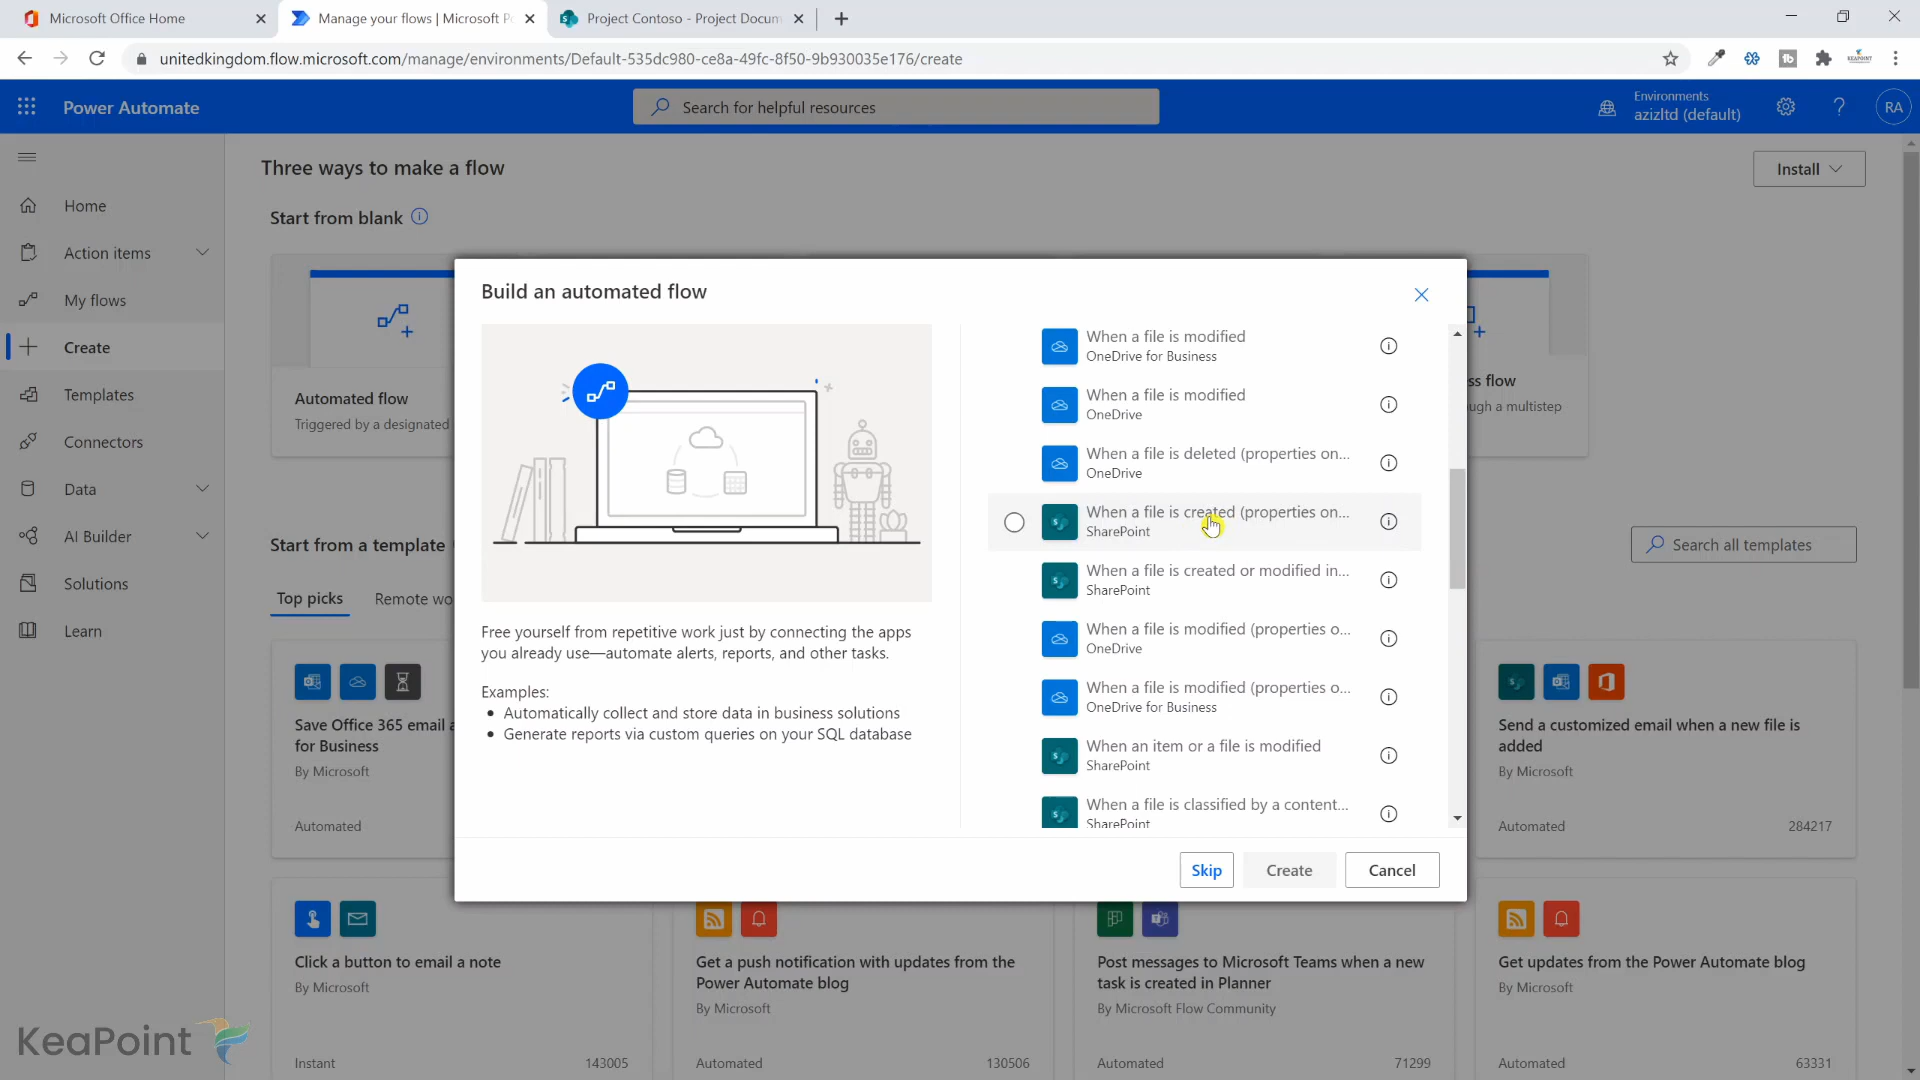 Microsoft Office Home
Manage your flows | Microsoft P
Project Contoso - Project Docum
unitedkingdom.flow.microsoft.com/manage/environments/Default-535dc980-ce8a-49fc-8f50-9b930035e176/create
Power Automate
Search for helpful resources
Environments
azizltd (default)
?
RA
Home
Action items
My flows
Create
Templates
Connectors
Data
AI Builder
Solutions
Learn
Three ways to make a flow
Install
Start from blank
Automated flow
Triggered by a designated
ss flow
ugh a multistep
Build an automated flow
Free yourself from repetitive work just by connecting the apps
you already use—automate alerts, reports, and other tasks.
Examples:
• Automatically collect and store data in business solutions
• Generate reports via custom queries on your SQL database
When a file is modified
OneDrive for Business
When a file is modified
OneDrive
When a file is deleted (properties on...
OneDrive
When a file is created (properties on...
SharePoint
When a file is created or modified in...
SharePoint
When a file is modified (properties o...
OneDrive
When a file is modified (properties o...
OneDrive for Business
When an item or a file is modified
SharePoint
When a file is classified by a content...
SharePoint
Skip
Create
Cancel
Start from a template
Search all templates
Top picks
Remote wo
Save Office 365 email a
for Business
By Microsoft
Automated
Send a customized email when a new file is
added
By Microsoft
Automated
284217
Click a button to email a note
By Microsoft
Instant
143005
Get a push notification with updates from the
Power Automate blog
By Microsoft
Automated
130506
Post messages to Microsoft Teams when a new
task is created in Planner
By Microsoft Flow Community
Automated
71299
Get updates from the Power Automate blog
By Microsoft
Automated
63331
KeaPoint